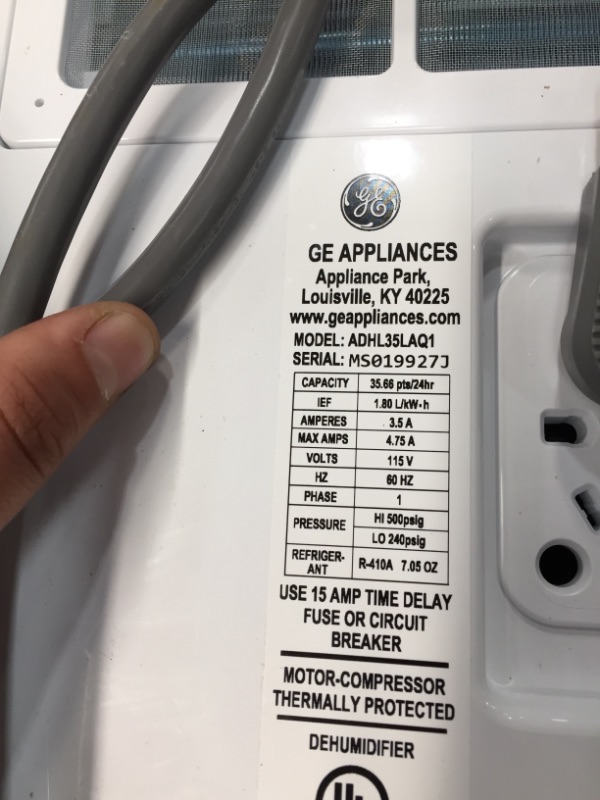 GE
GE APPLIANCES
Appliance Park,
Louisville, KY 40225
www.geappliances.com
MODEL: ADHL35LAQ1
SERIAL: MS019927J
CAPACITY 35.66 pts/24hr
IEF 1.80 L/kW·h
AMPERES 3.5 A
MAX AMPS 4.75 A
VOLTS 115 V
HZ 60 HZ
PHASE 1
PRESSURE HI 500psig
LO 240psig
REFRIGER-
ANT R-410A 7.05 OZ
USE 15 AMP TIME DELAY
FUSE OR CIRCUIT
BREAKER
MOTOR-COMPRESSOR
THERMALLY PROTECTED
DEHUMIDIFIER
UL